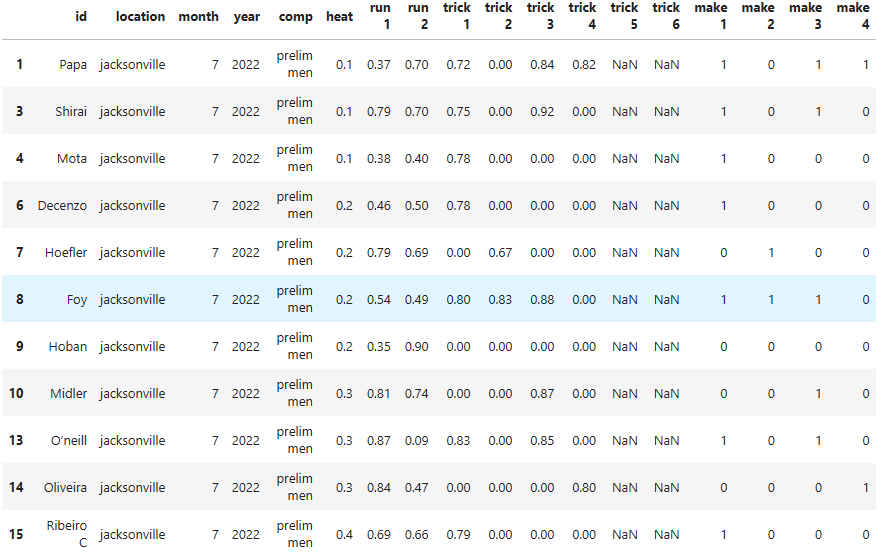 id location month year comp heat run 1 run 2 trick 1 trick 2 trick 3 trick 4 trick 5 trick 6 make 1 make 2 make 3 make 4
1 Papa jacksonville 7 2022 prelim men 0.1 0.37 0.70 0.72 0.00 0.84 0.82 NaN NaN 1 0 1 1
3 Shirai jacksonville 7 2022 prelim men 0.1 0.79 0.70 0.75 0.00 0.92 0.00 NaN NaN 1 0 1 0
4 Mota jacksonville 7 2022 prelim men 0.1 0.38 0.40 0.78 0.00 0.00 0.00 NaN NaN 1 0 0 0
6 Decenzo jacksonville 7 2022 prelim men 0.2 0.46 0.50 0.78 0.00 0.00 0.00 NaN NaN 1 0 0 0
7 Hoefler jacksonville 7 2022 prelim men 0.2 0.79 0.69 0.00 0.67 0.00 0.00 NaN NaN 0 1 0 0
8 Foy jacksonville 7 2022 prelim men 0.2 0.54 0.49 0.80 0.83 0.88 0.00 NaN NaN 1 1 1 0
9 Hoban jacksonville 7 2022 prelim men 0.2 0.35 0.90 0.00 0.00 0.00 0.00 NaN NaN 0 0 0 0
10 Midler jacksonville 7 2022 prelim men 0.3 0.81 0.74 0.00 0.00 0.87 0.00 NaN NaN 0 0 1 0
13 O'neill jacksonville 7 2022 prelim men 0.3 0.87 0.09 0.83 0.00 0.85 0.00 NaN NaN 1 0 1 0
14 Oliveira jacksonville 7 2022 prelim men 0.3 0.84 0.47 0.00 0.00 0.00 0.80 NaN NaN 0 0 0 1
15 Ribeiro C jacksonville 7 2022 prelim men 0.4 0.69 0.66 0.79 0.00 0.00 0.00 NaN NaN 1 0 0 0